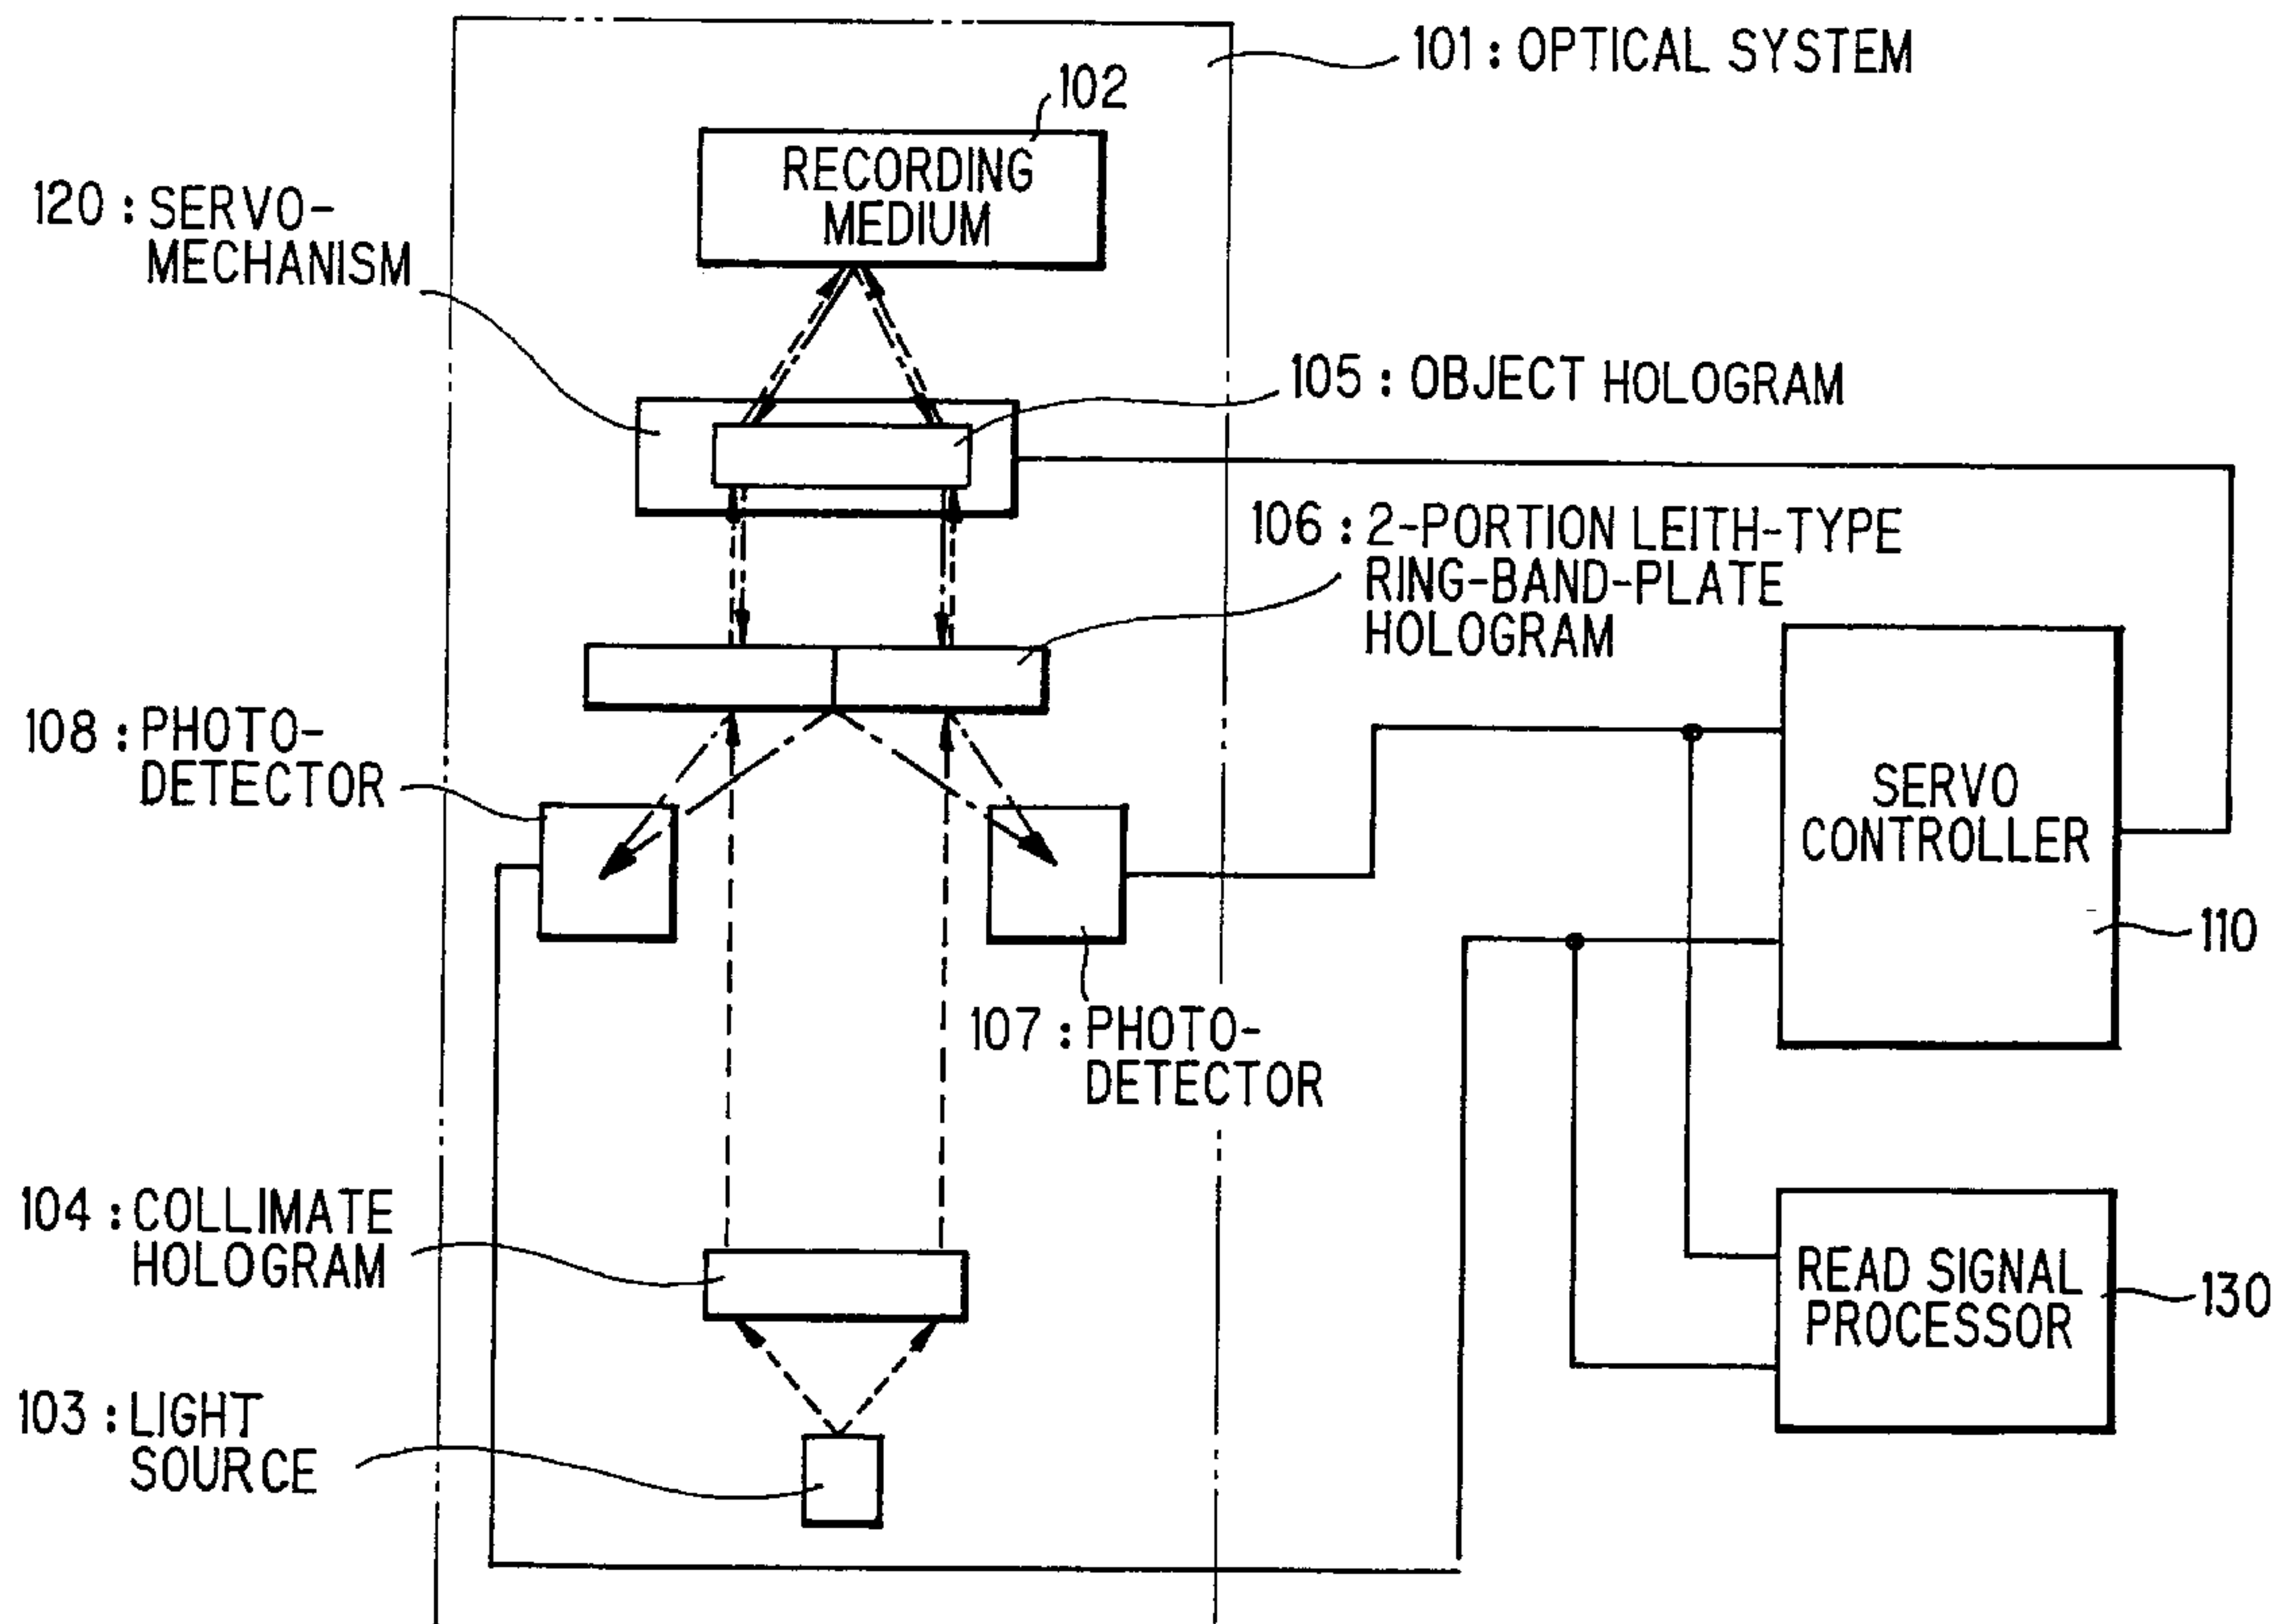 101 : OPTICAL SYSTEM
102
RECORDING
MEDIUM
120 : SERVO-
MECHANISM
105 : OBJECT HOLOGRAM
106 : 2-PORTION LEITH-TYPE
RING-BAND-PLATE
HOLOGRAM
108 : PHOTO-
DETECTOR
SERVO
CONTROLLER
110
107 : PHOTO-
DETECTOR
104 : COLLIMATE
HOLOGRAM
READ SIGNAL
PROCESSOR
130
103 : LIGHT
SOURCE